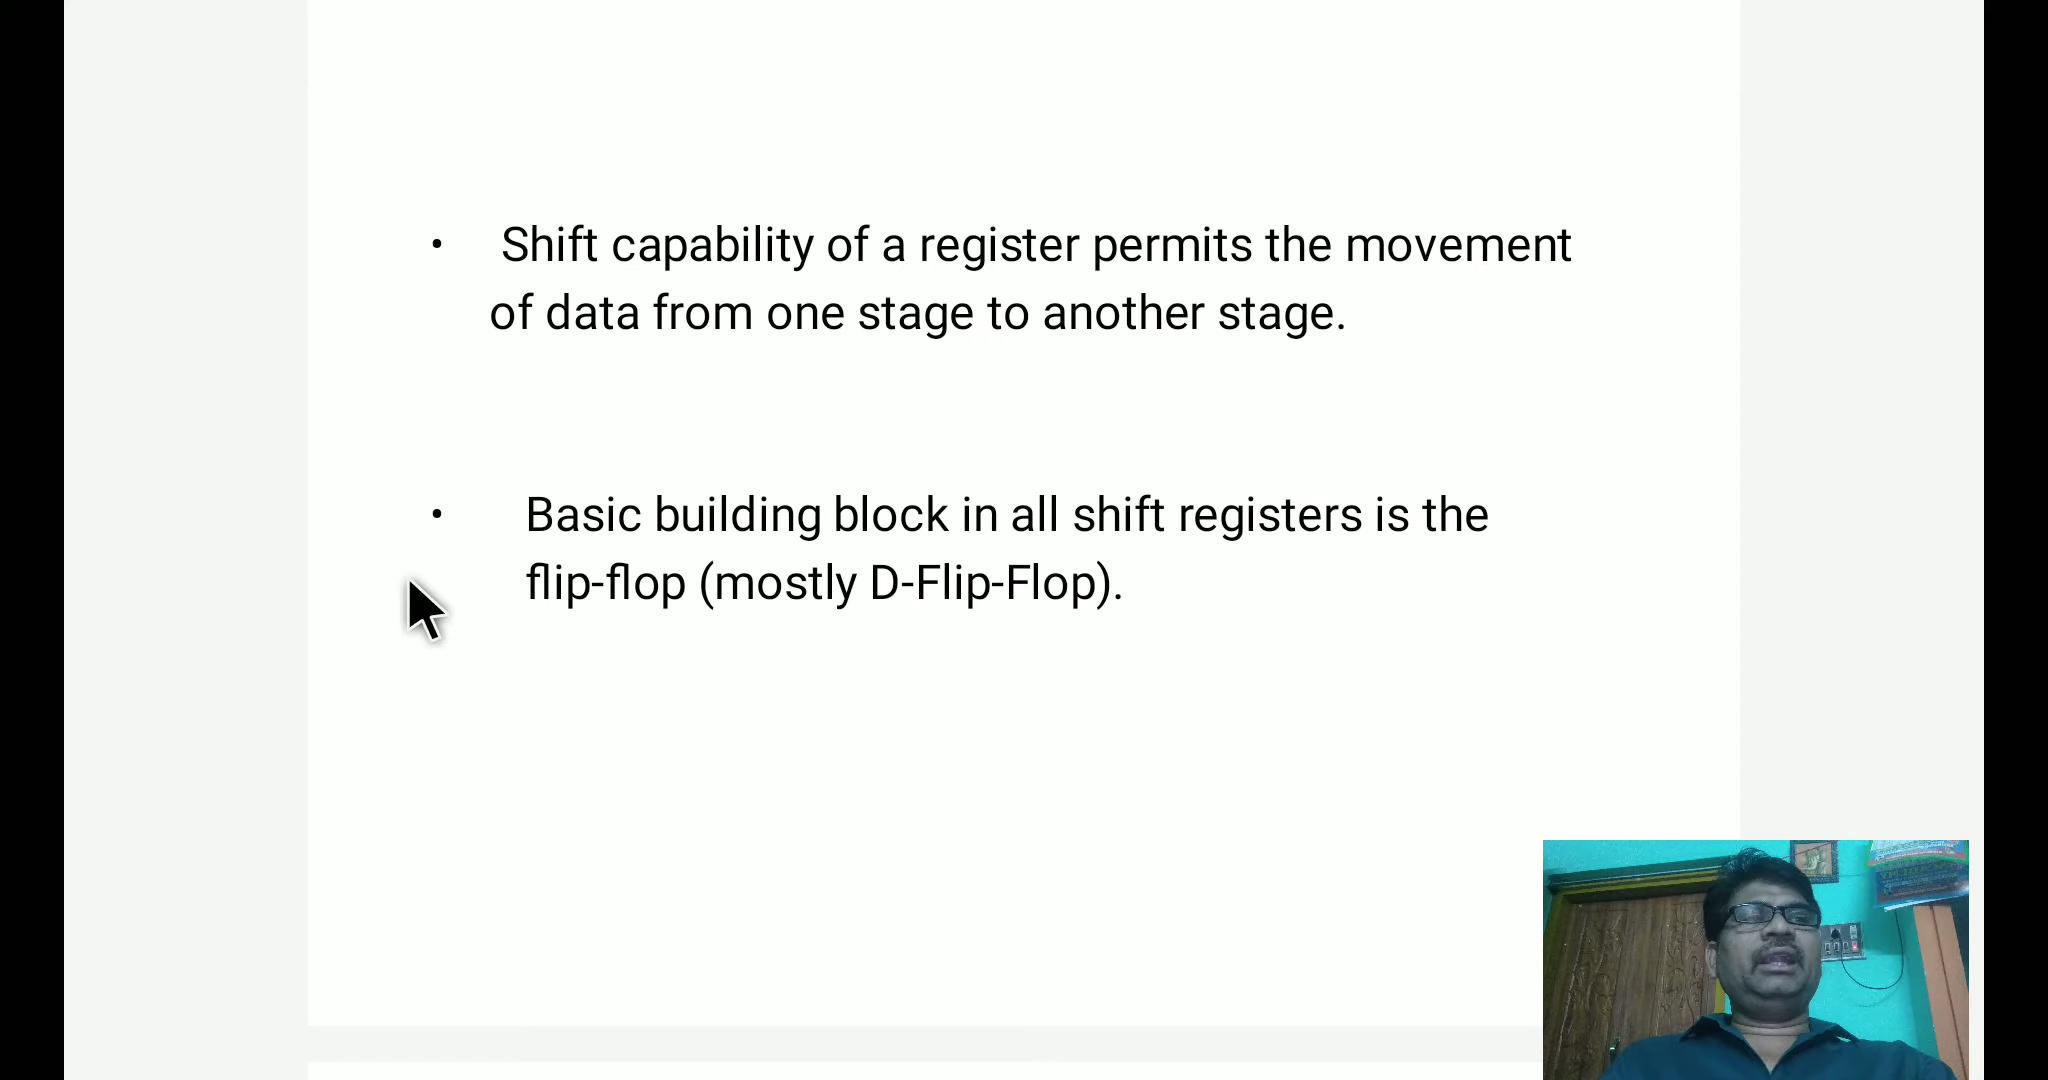 • Shift capability of a register permits the movement
of data from one stage to another stage.
• Basic building block in all shift registers is the
flip-flop (mostly D-Flip-Flop).